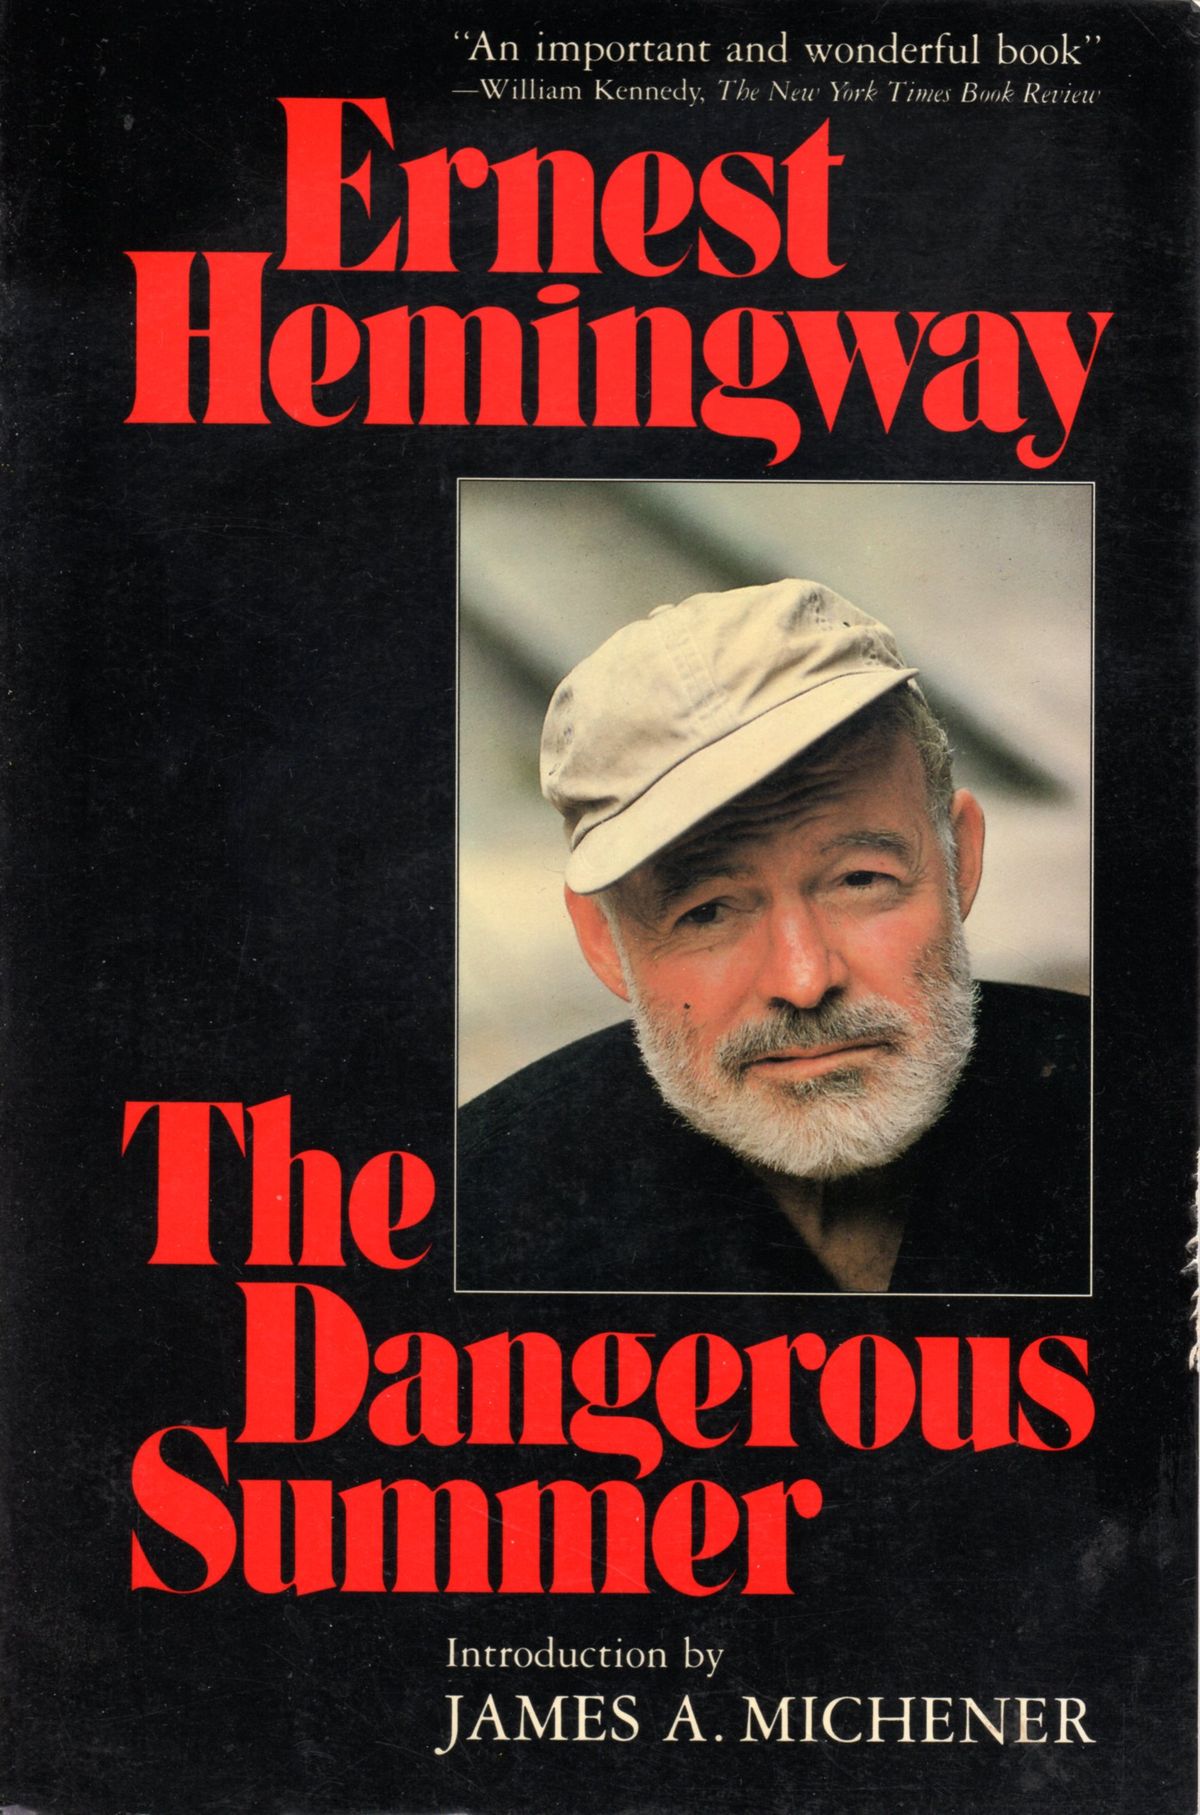 “An important and wonderful book”
—William Kennedy, The New York Times Book Review
Ernest
Hemingway
The
Dangerous
Summer
Introduction by
JAMES A. MICHENER